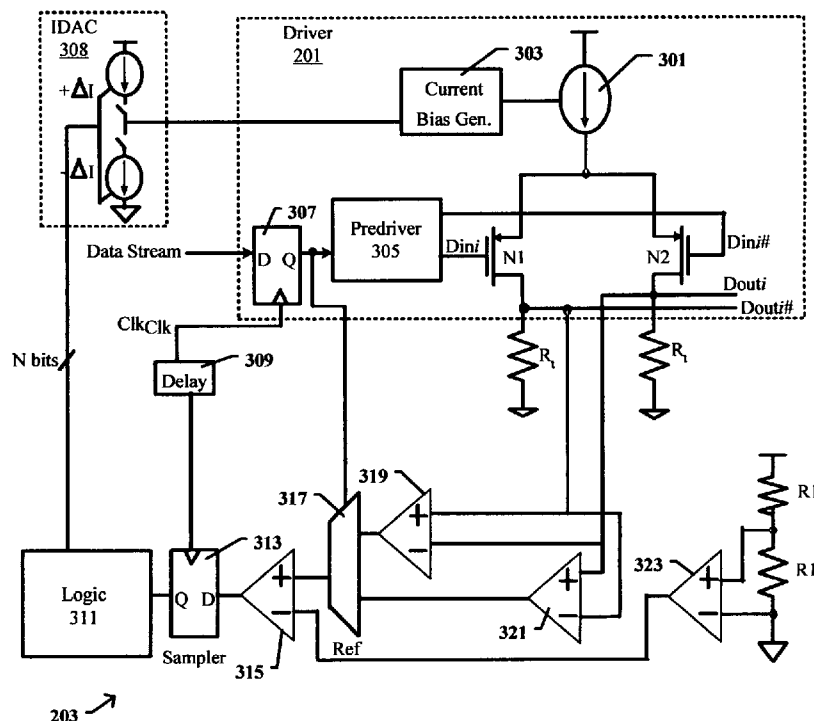 IDAC
308
+ΔI
-ΔI
Driver
201
303
Current
Bias Gen.
301
307
Data Stream
D Q
Predriver
305
Dini
N1
N2
Dini#
Douti
Douti#
ClkClk
309
Delay
N bits
Rt
Rt
319
+
-
317
313
Q D
Sampler
Logic
311
+
-
315
Ref
+
-
321
323
+
-
R1
R1
203